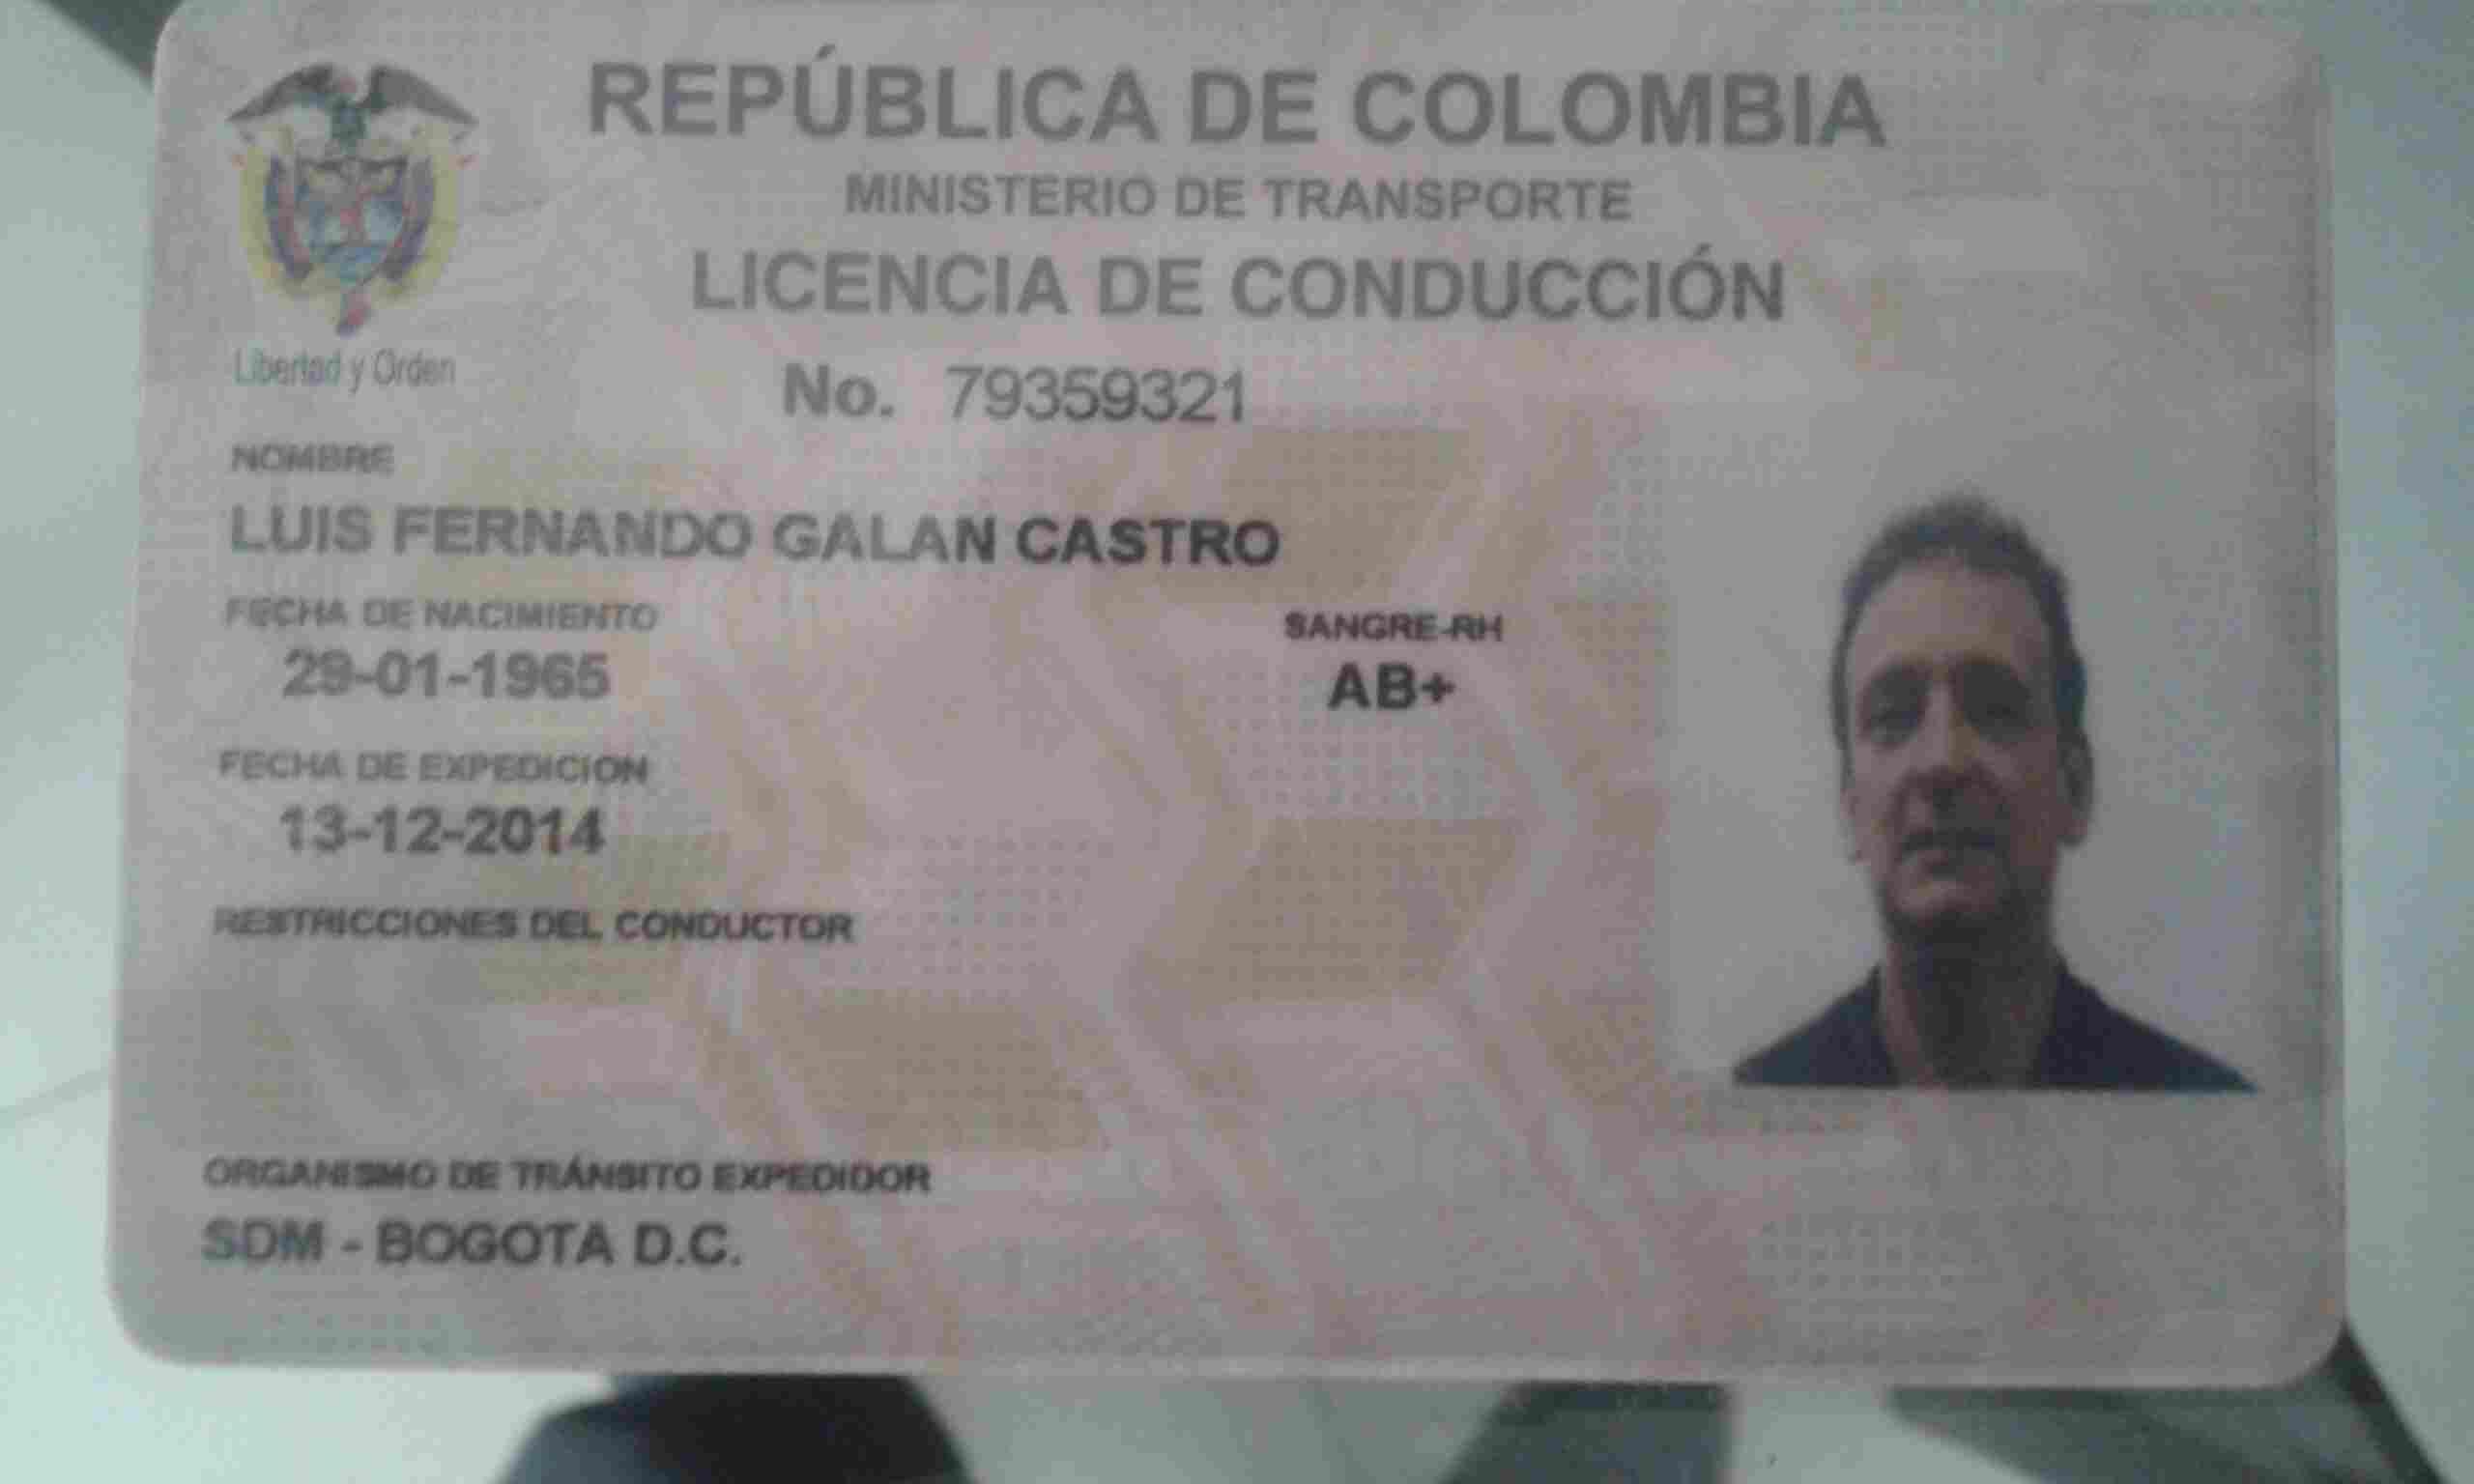 REPÚBLICA DE COLOMBIA
MINISTERIO DE TRANSPORTE
LICENCIA DE CONDUCCIÓN
Libertad y Orden
No. 79359321
NOMBRE
LUIS FERNANDO GALAN CASTRO
FECHA DE NACIMIENTO
29-01-1965
SANGRE-RH
AB+
FECHA DE EXPEDICION
13-12-2014
RESTRICCIONES DEL CONDUCTOR
ORGANISMO DE TRÁNSITO EXPEDIDOR
SDM - BOGOTA D.C.